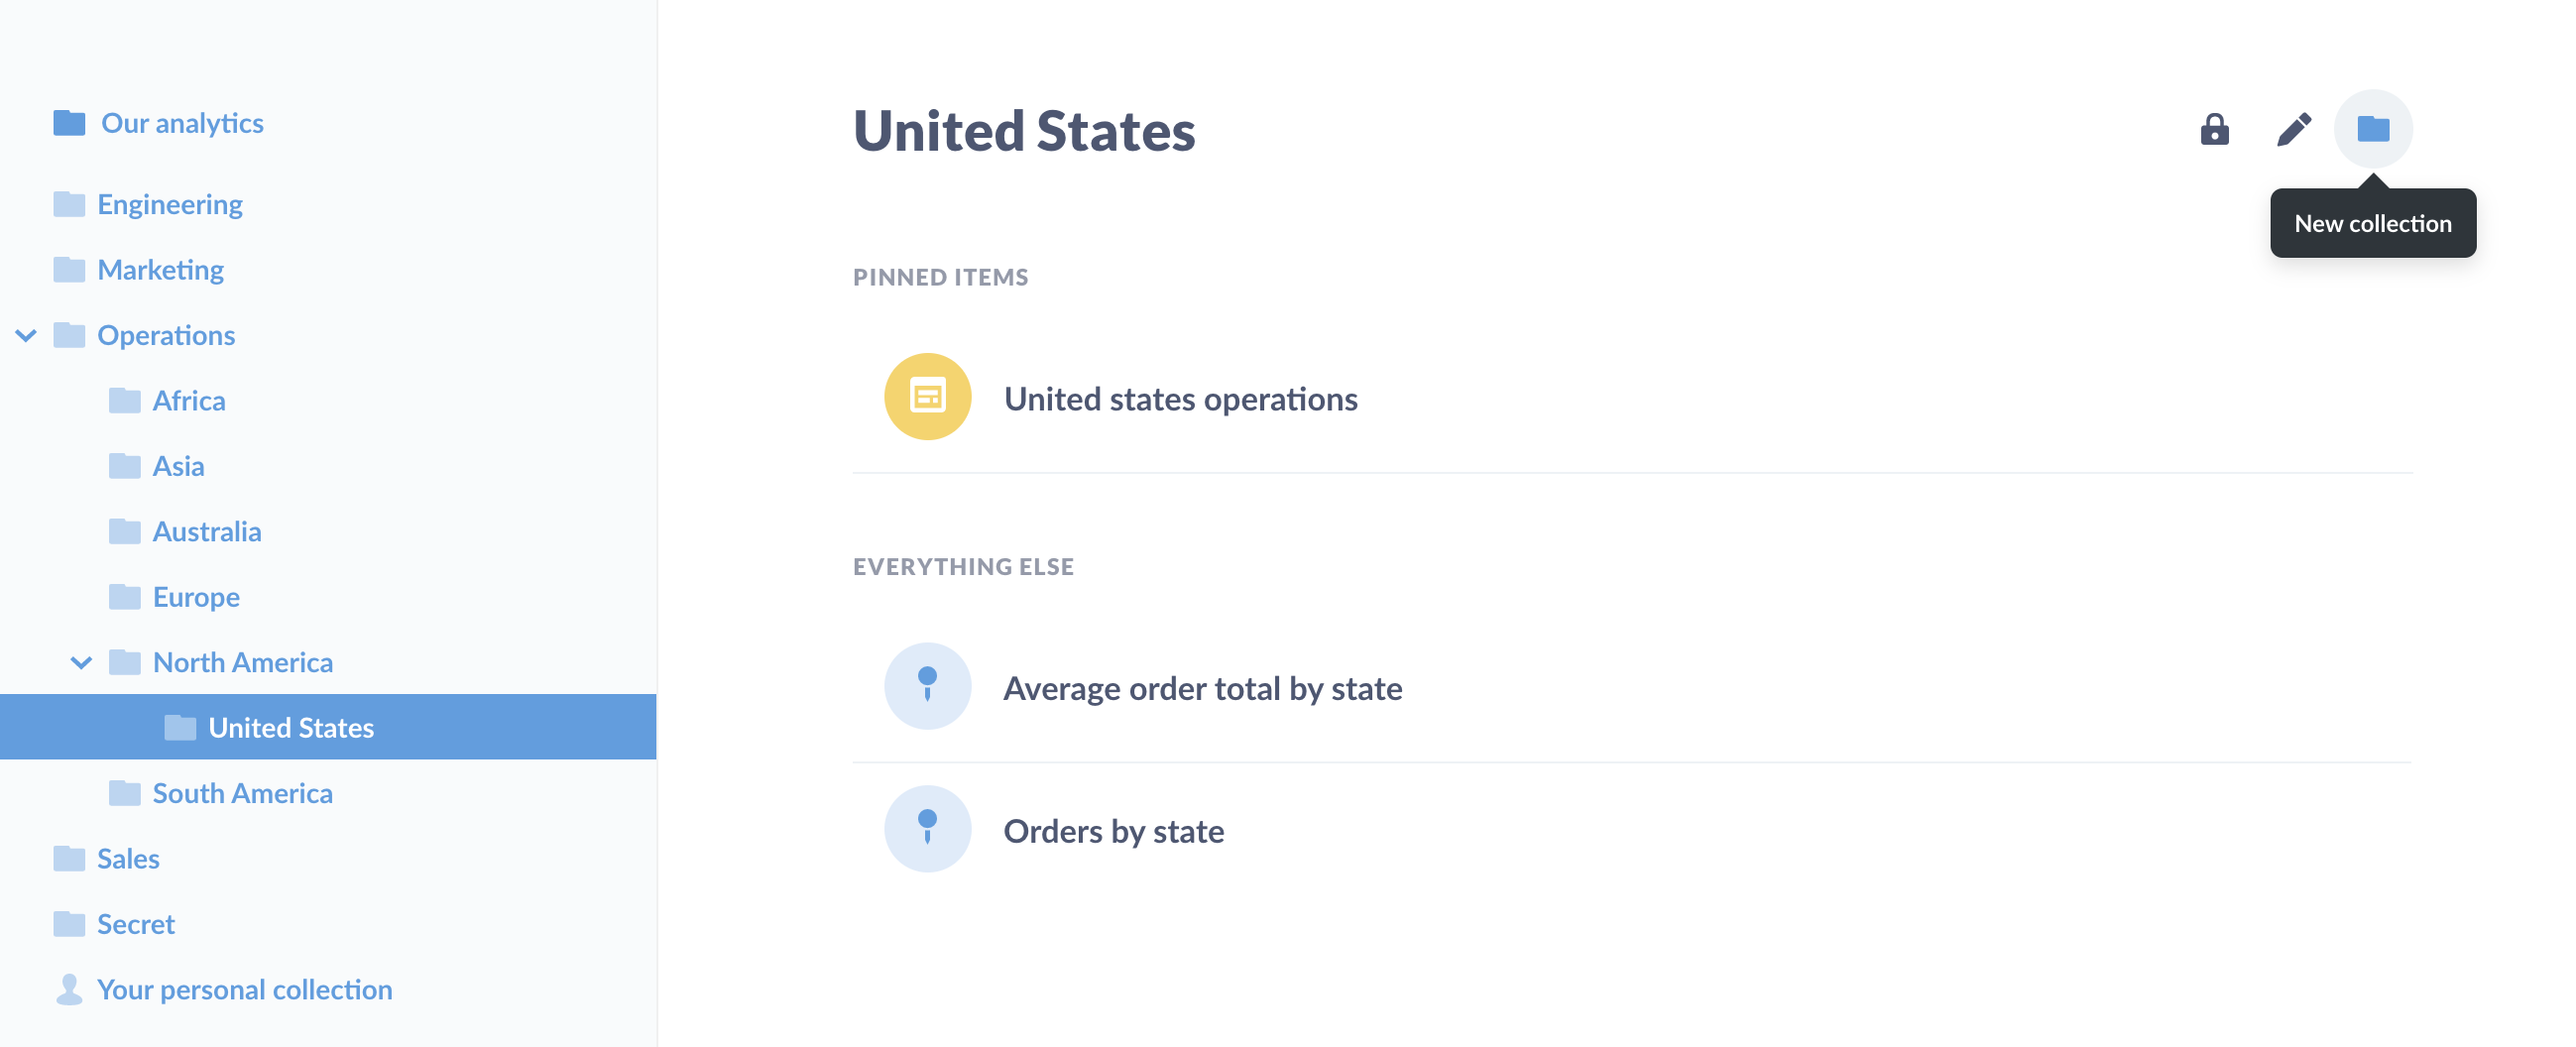 Our analytics
Engineering
Marketing
Operations
Africa
Asia
Australia
Europe
North America
United States
South America
Sales
Secret
Your personal collection
United States
New collection
PINNED ITEMS
United states operations
EVERYTHING ELSE
Average order total by state
Orders by state